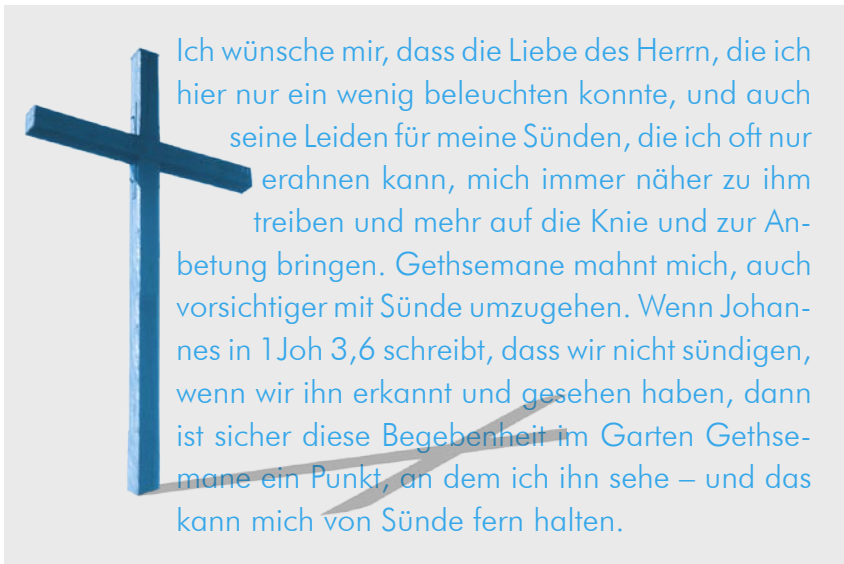 Ich wünsche mir, dass die Liebe des Herrn, die ich
hier nur ein wenig beleuchten konnte, und auch
seine Leiden für meine Sünden, die ich oft nur
erahnen kann, mich immer näher zu ihm
treiben und mehr auf die Knie und zur An-
betung bringen. Gethsemane mahnt mich, auch
vorsichtiger mit Sünde umzugehen. Wenn Johan-
nes in 1Joh 3,6 schreibt, dass wir nicht sündigen,
wenn wir ihn erkannt und gesehen haben, dann
ist sicher diese Begebenheit im Garten Gethse-
mane ein Punkt, an dem ich ihn sehe – und das
kann mich von Sünde fern halten.